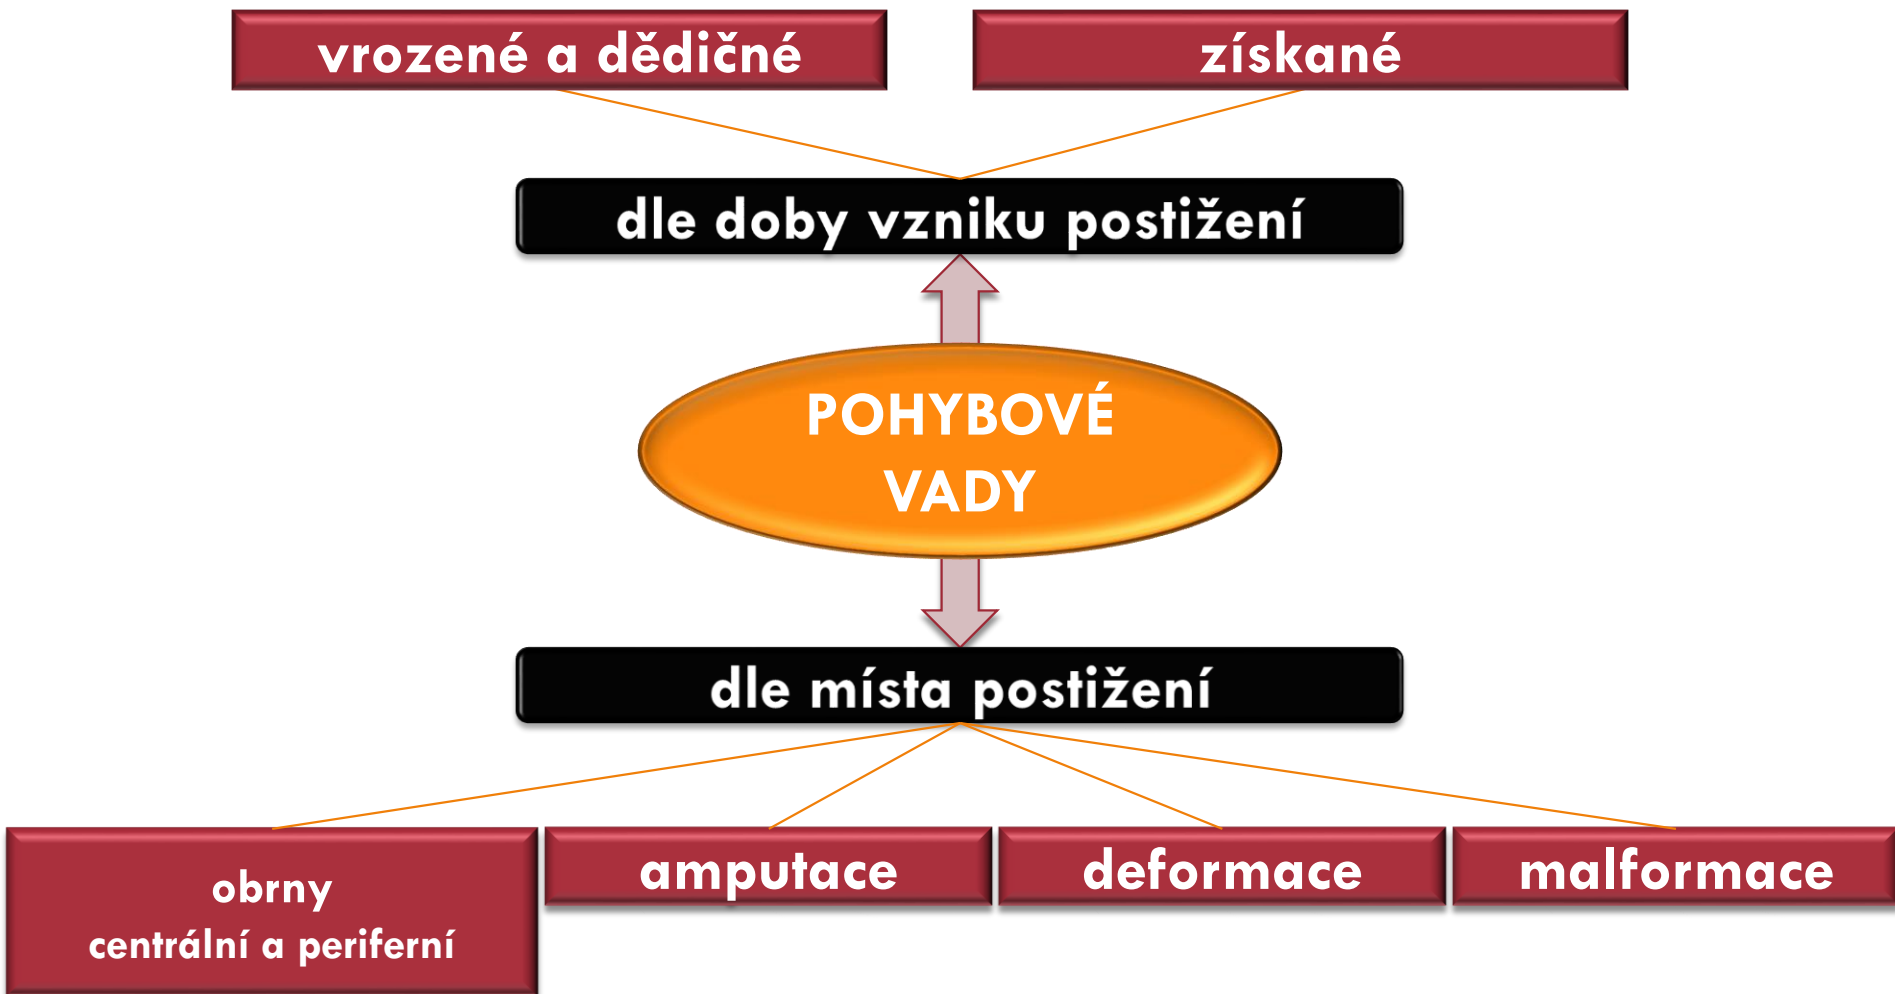 vrozené a dědičné
získané
dle doby vzniku postižení
POHYBOVÉ
VADY
dle místa postižení
obrny
centrální a periferní
amputace
deformace
malformace